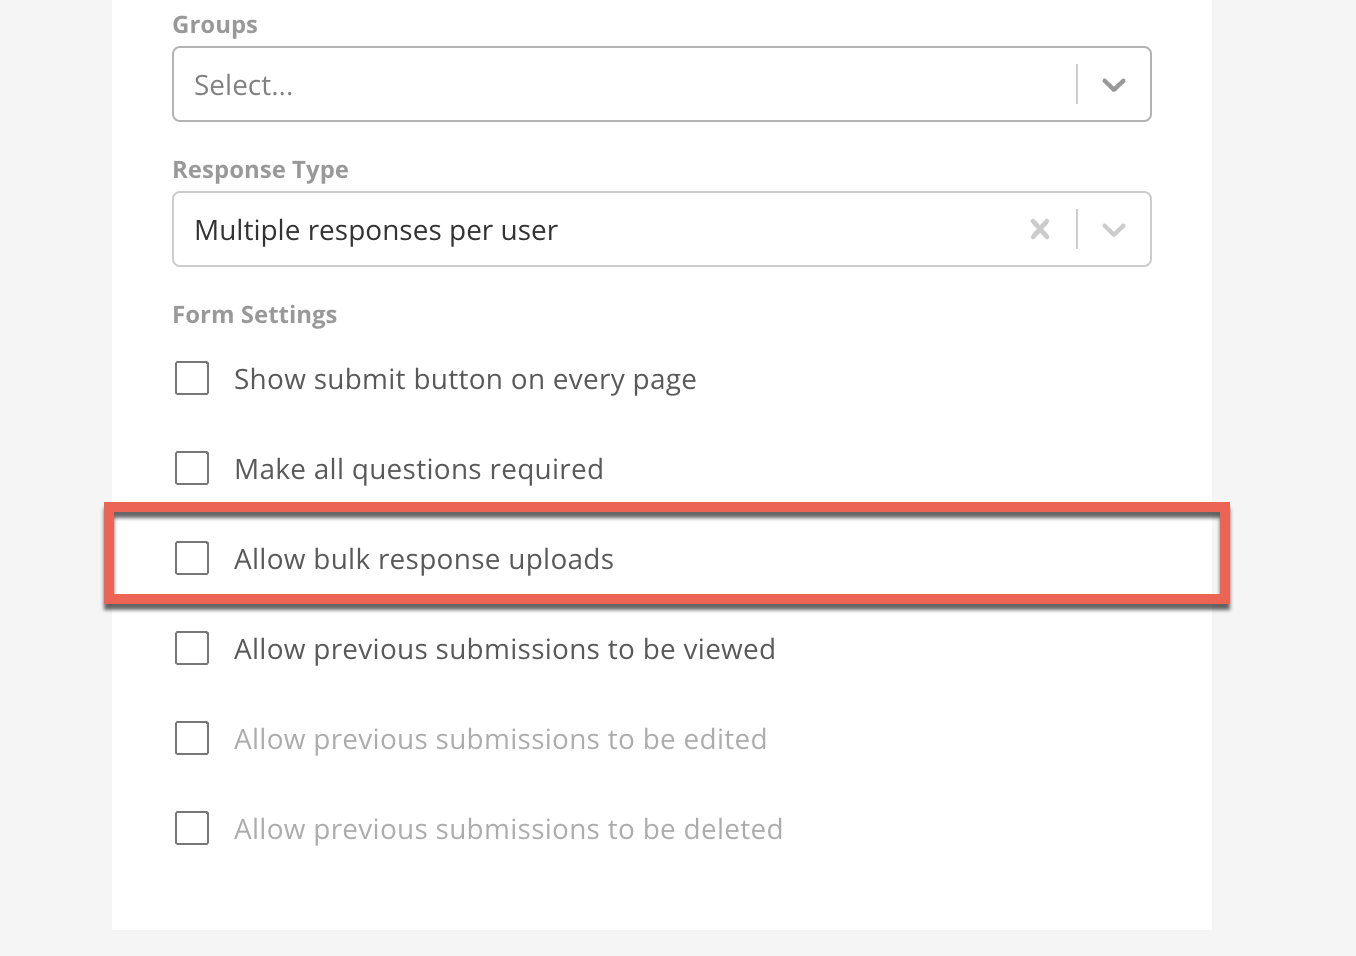 Groups
Select...
Response Type
Multiple responses per user
Form Settings
Show submit button on every page
Make all questions required
Allow bulk response uploads
Allow previous submissions to be viewed
Allow previous submissions to be edited
Allow previous submissions to be deleted